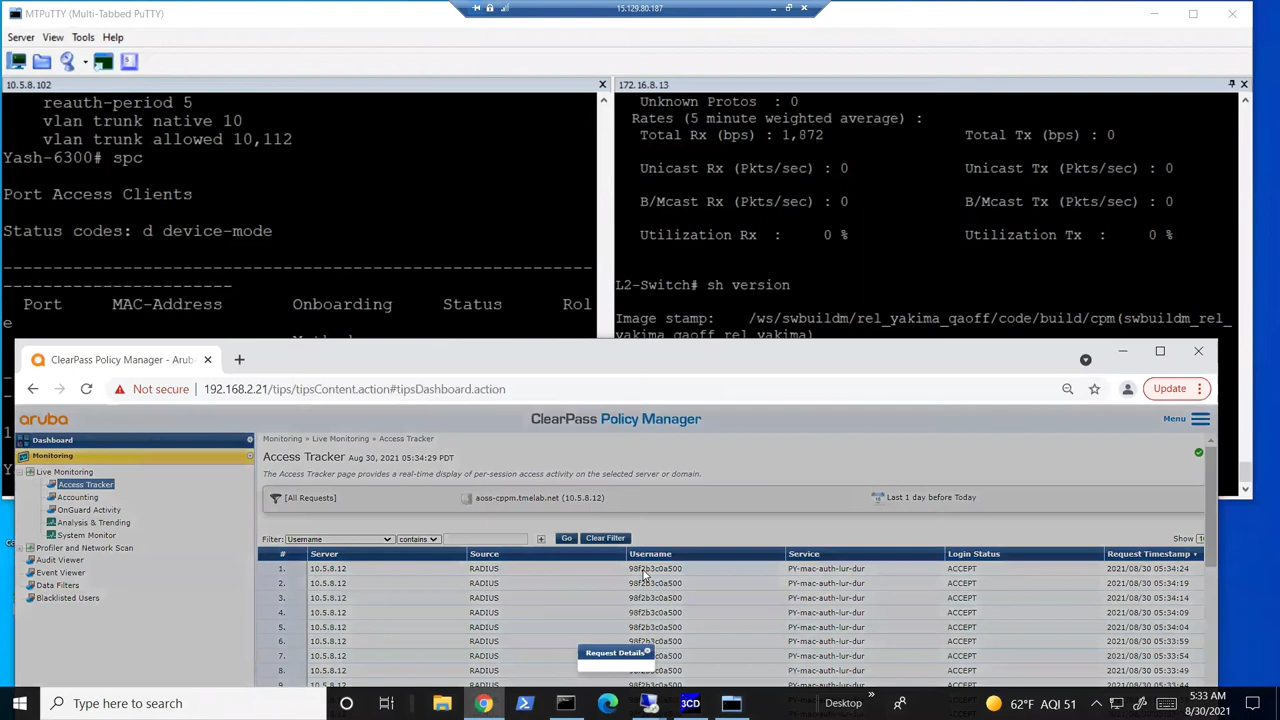 MTPuTTY (Multi-Tabbed PuTTY)
15.129.80.187
Server View Tools Help
10.5.8.102
reauth-period 5
vlan trunk native 10
vlan trunk allowed 10,112
Yash-6300# spc
Port Access Clients
Status codes: d device-mode
--------------------------------------------------
-------------------
Port MAC-Address Onboarding Status Rol
e
172.16.8.13
Unknown Protos : 0
Rates (5 minute weighted average) :
Total Rx (bps) : 1,872 Total Tx (bps) : 0
Unicast Rx (Pkts/sec) : 0 Unicast Tx (Pkts/sec) : 0
B/Mcast Rx (Pkts/sec) : 0 B/Mcast Tx (Pkts/sec) : 0
Utilization Rx : 0 % Utilization Tx : 0 %
L2-Switch# sh version
Image stamp: /ws/swbuildm/rel_yakima_qaoff/code/build/cpm(swbuildm_rel_
yakima_qaoff_rel_yakima)
ClearPass Policy Manager - Arub
Not secure 192.168.2.21/tips/tipsContent.action#tipsDashboard.action Update
aruba ClearPass Policy Manager Menu
Dashboard
Monitoring
Live Monitoring
Access Tracker
Accounting
OnGuard Activity
Analysis & Trending
System Monitor
Profiler and Network Scan
Audit Viewer
Event Viewer
Data Filters
Blacklisted Users
Monitoring » Live Monitoring » Access Tracker
Access Tracker Aug 30, 2021 05:34:29 PDT
The Access Tracker page provides a real-time display of per-session access activity on the selected server or domain.
[All Requests] aoss-cppm.tmelab.net (10.5.8.12) Last 1 day before Today
Filter: Username contains Go Clear Filter Show
# Server Source Username Service Login Status Request Timestamp
1. 10.5.8.12 RADIUS 98f2b3c0a500 PY-mac-auth-lur-dur ACCEPT 2021/08/30 05:34:24
2. 10.5.8.12 RADIUS 98f2b3c0a500 PY-mac-auth-lur-dur ACCEPT 2021/08/30 05:34:19
3. 10.5.8.12 RADIUS 98f2b3c0a500 PY-mac-auth-lur-dur ACCEPT 2021/08/30 05:34:14
4. 10.5.8.12 RADIUS 98f2b3c0a500 PY-mac-auth-lur-dur ACCEPT 2021/08/30 05:34:09
5. 10.5.8.12 RADIUS 98f2b3c0a500 PY-mac-auth-lur-dur ACCEPT 2021/08/30 05:34:04
6. 10.5.8.12 RADIUS 98f2b3c0a500 PY-mac-auth-lur-dur ACCEPT 2021/08/30 05:33:59
7. 10.5.8.12 RADIUS PY-mac-auth-lur-dur ACCEPT 2021/08/30 05:33:54
8. 10.5.8.12 RADIUS PY-mac-auth-lur-dur ACCEPT 2021/08/30 05:33:49
Request Details
Type here to search
3CD
Desktop
62°F AQI 51
5:33 AM
8/30/2021